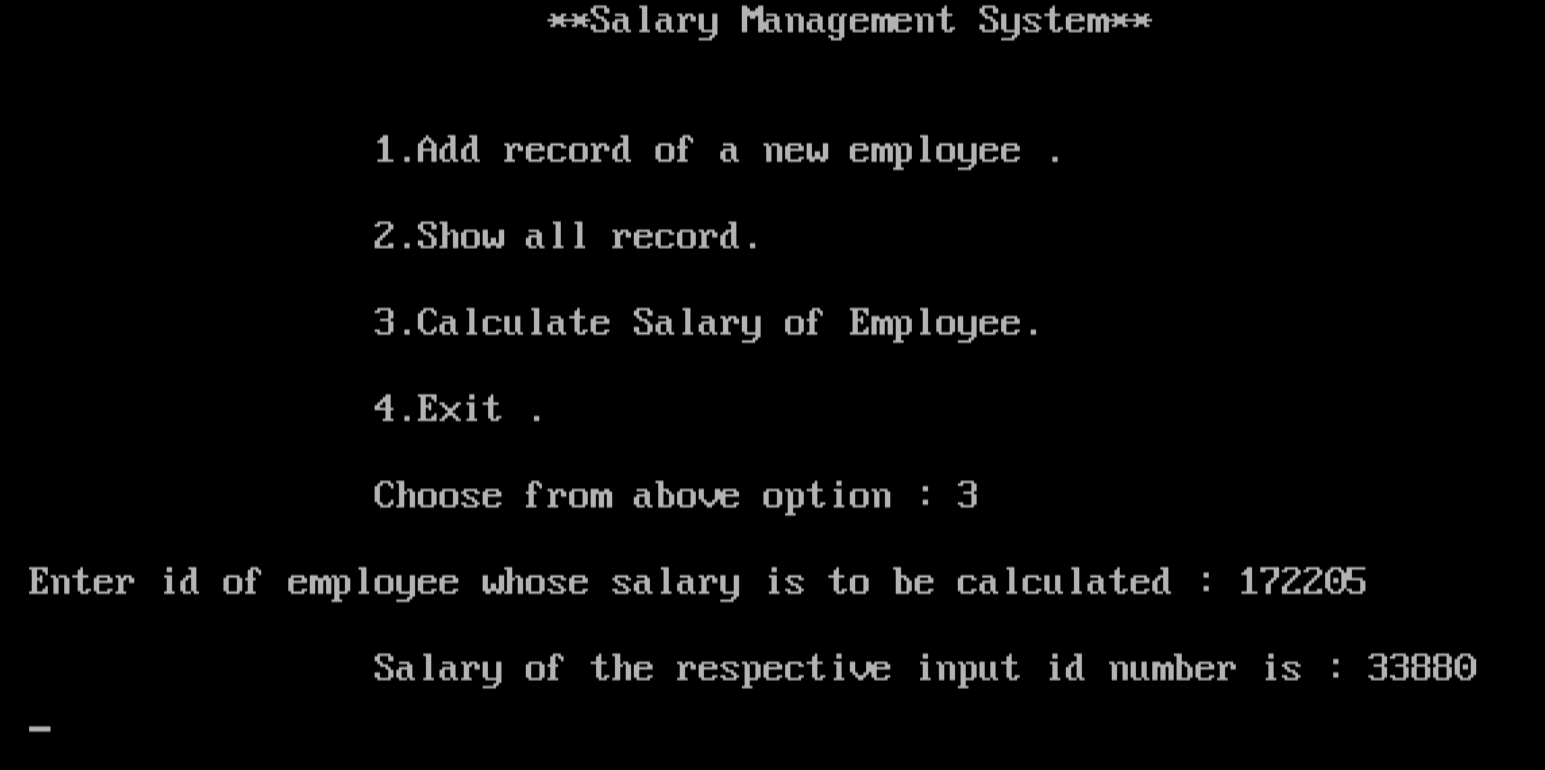 **Salary Management System**
1.Add record of a new employee .
2.Show all record.
3.Calculate Salary of Employee.
4.Exit .
Choose from above option : 3
Enter id of employee whose salary is to be calculated : 172205
Salary of the respective input id number is : 33880
_